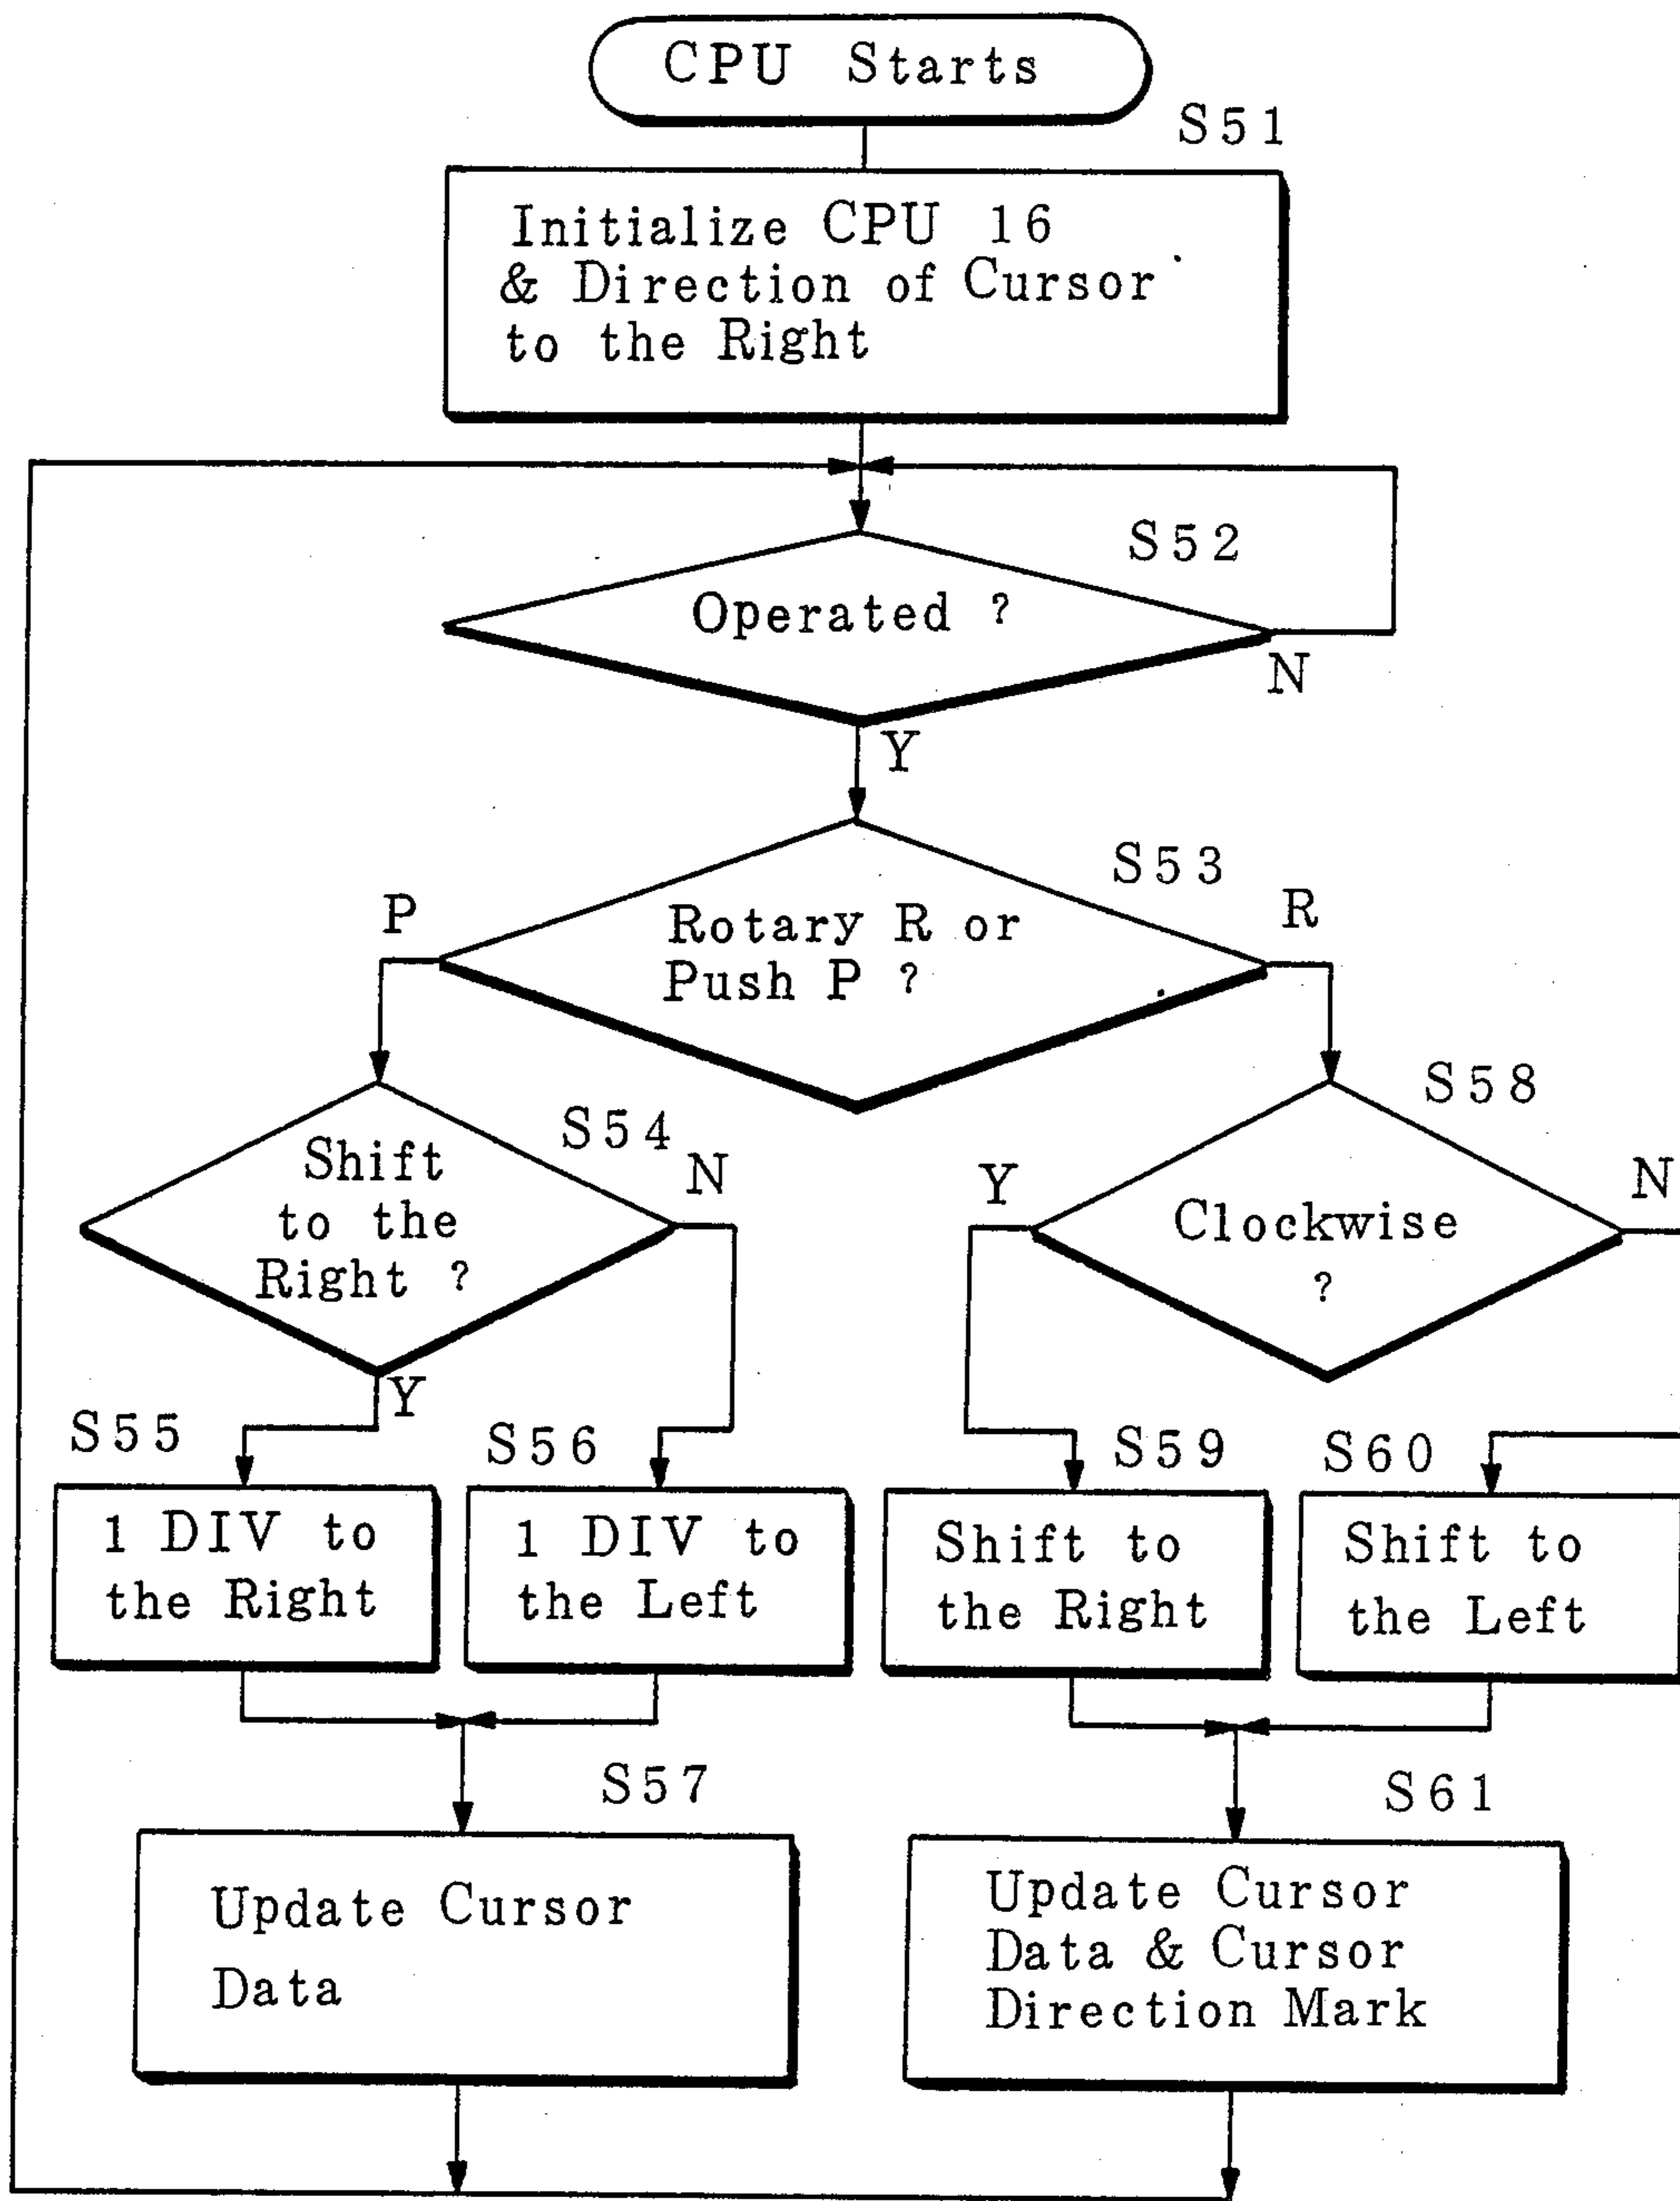 CPU Starts
S51
Initialize CPU 16
& Direction of Cursor
to the Right
S52
Operated ?
N
Y
S53
P
Rotary R or
Push P ?
R
S54
Shift
to the
Right ?
N
Y
S58
Y
Clockwise
?
N
S55
1 DIV to
the Right
S56
1 DIV to
the Left
S59
Shift to
the Right
S60
Shift to
the Left
S57
Update Cursor
Data
S61
Update Cursor
Data & Cursor
Direction Mark